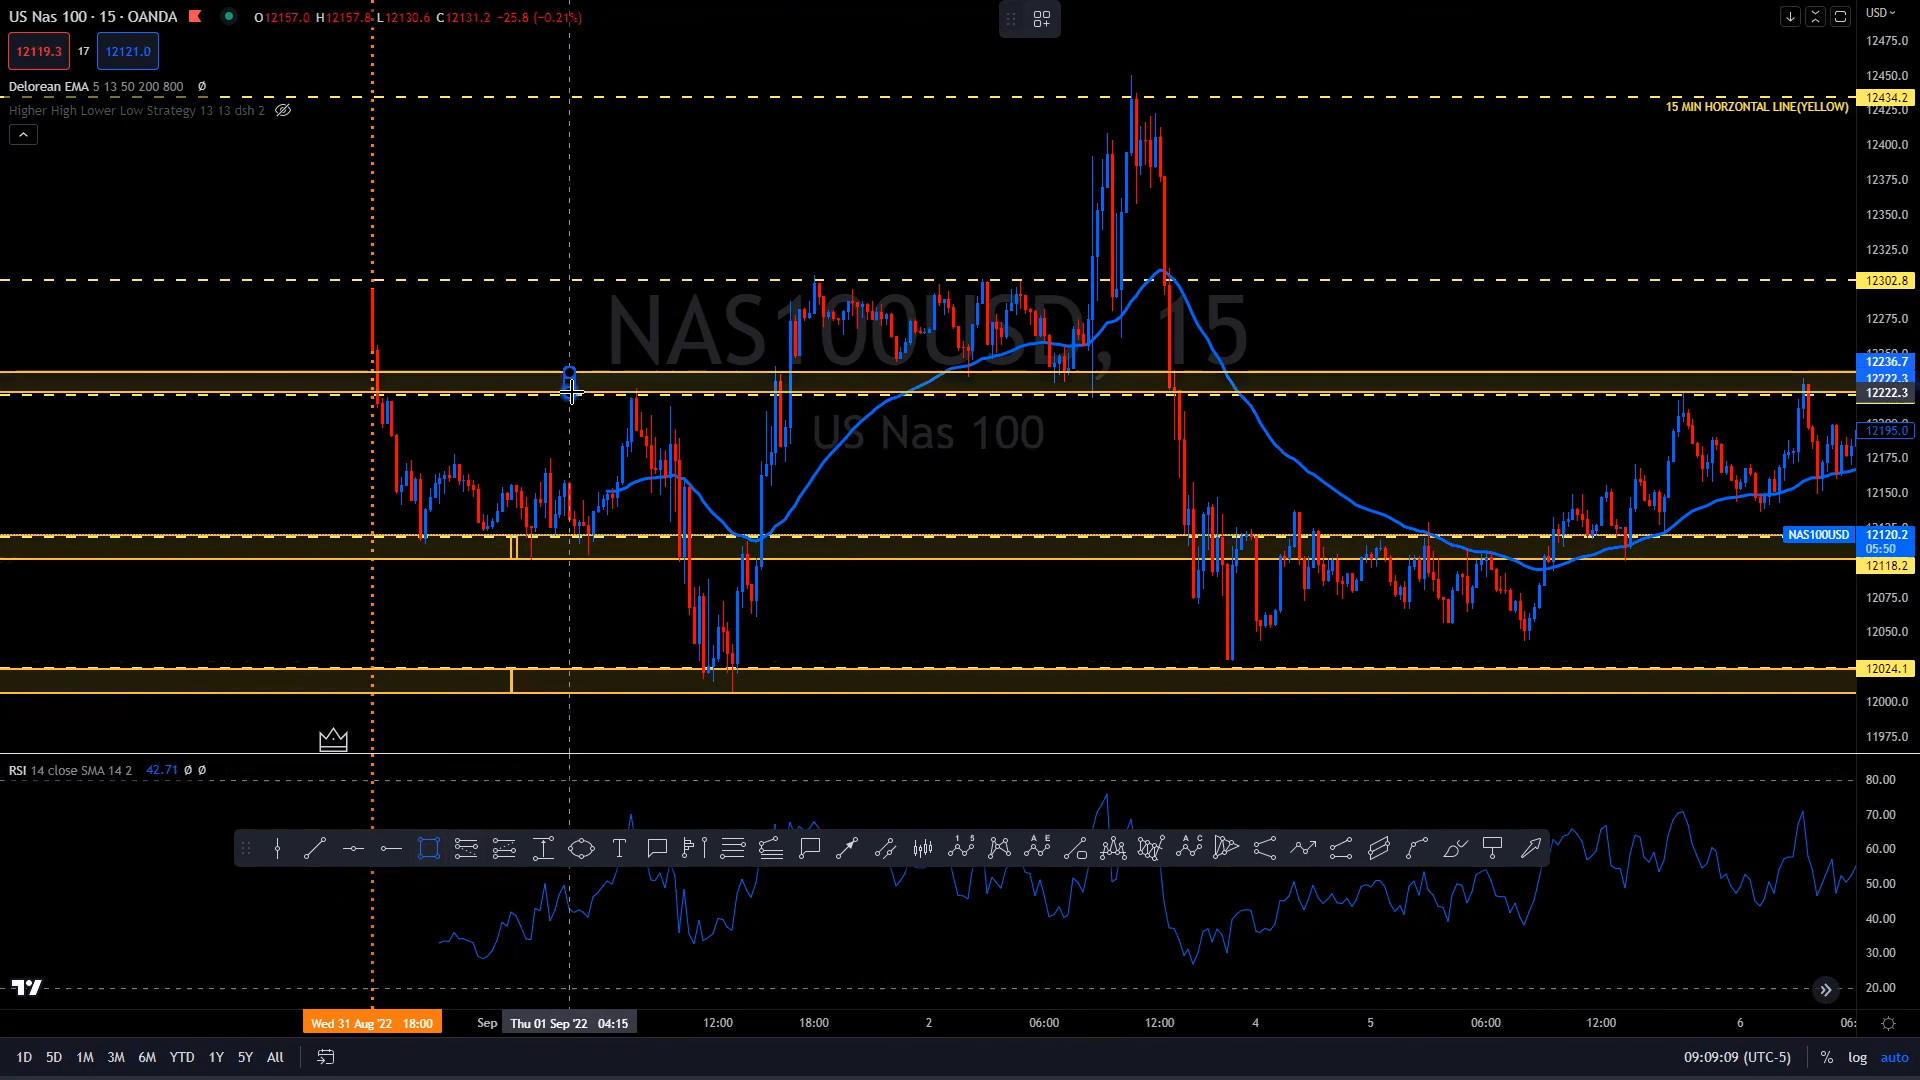 US Nas 100 · 15 · OANDA O12157.0 H12157.8 L12130.6 C12131.2 −25.8 (−0.21%)
12119.3 17 12121.0
Delorean EMA 5 13 50 200 800 Ø
Higher High Lower Low Strategy 13 13 dsh 2
15 MIN HORZONTAL LINE(YELLOW)
NAS100USD, 15
US Nas 100
USD
12475.0
12450.0
12434.2
12425.0
12400.0
12375.0
12350.0
12325.0
12302.8
12275.0
12236.7
12222.3
12222.3
12195.0
12175.0
12150.0
NAS100USD 12120.2
05:50
12118.2
12075.0
12050.0
12024.1
12000.0
11975.0
RSI 14 close SMA 14 2 42.71 Ø Ø
80.00
70.00
60.00
50.00
40.00
30.00
20.00
Wed 31 Aug '22 18:00 Sep Thu 01 Sep '22 04:15 12:00 18:00 2 06:00 12:00 4 5 06:00 12:00 6 06:
1D 5D 1M 3M 6M YTD 1Y 5Y All 09:09:09 (UTC-5) % log auto